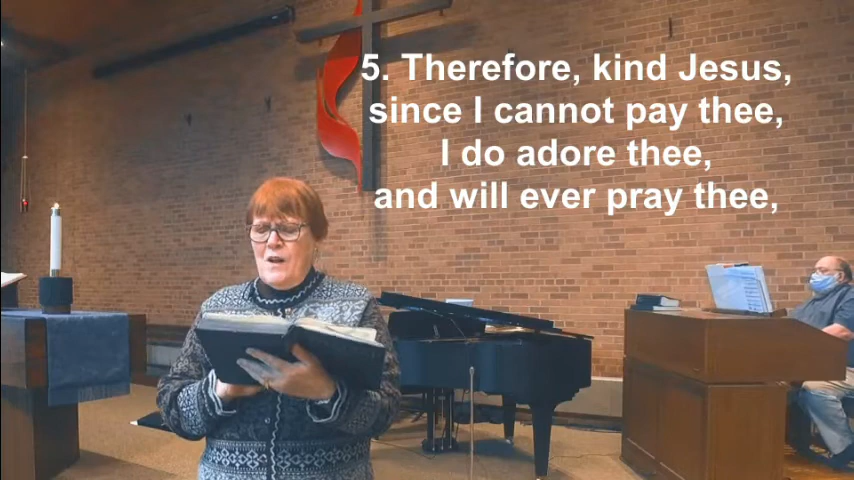 5. Therefore, kind Jesus,
since I cannot pay thee,
I do adore thee,
and will ever pray thee,